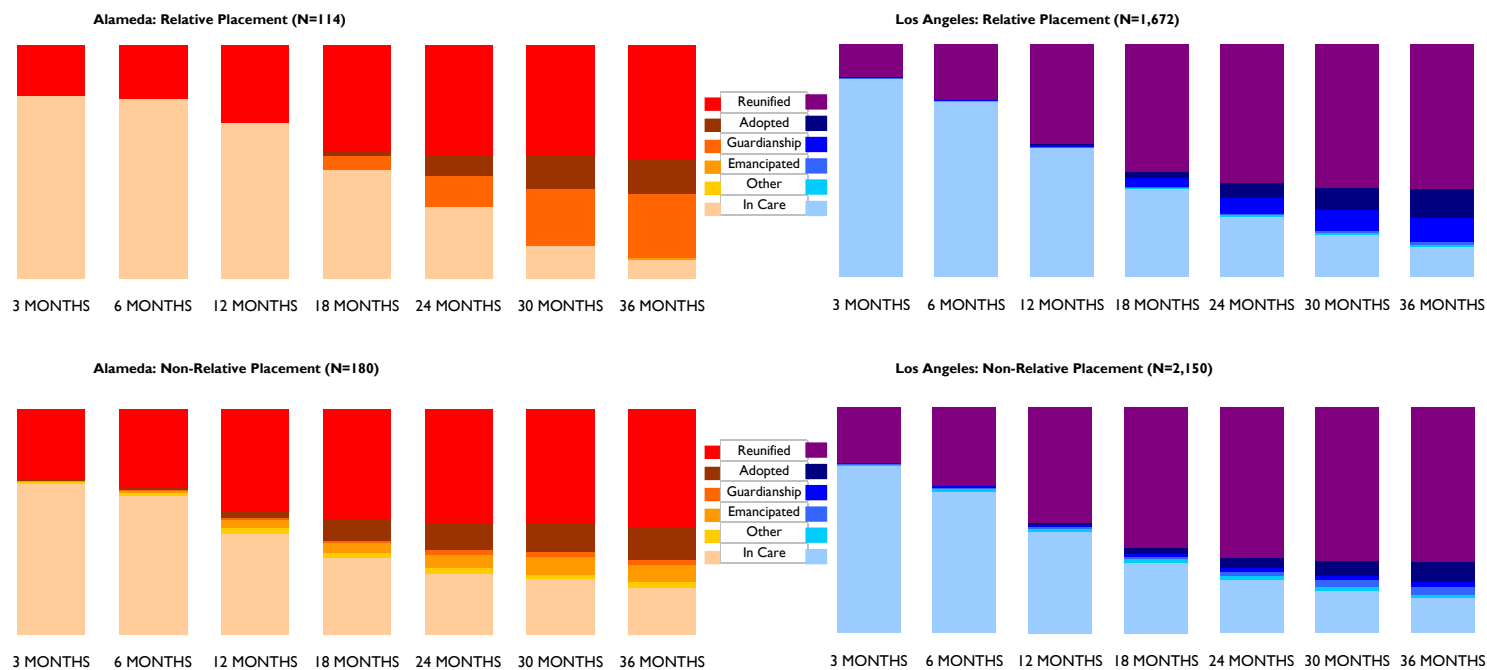 Alameda: Relative Placement (N=114)
Los Angeles: Relative Placement (N=1,672)
Reunified
Adopted
Guardianship
Emancipated
Other
In Care
3 MONTHS 6 MONTHS 12 MONTHS 18 MONTHS 24 MONTHS 30 MONTHS 36 MONTHS
3 MONTHS 6 MONTHS 12 MONTHS 18 MONTHS 24 MONTHS 30 MONTHS 36 MONTHS
Alameda: Non-Relative Placement (N=180)
Los Angeles: Non-Relative Placement (N=2,150)
Reunified
Adopted
Guardianship
Emancipated
Other
In Care
3 MONTHS 6 MONTHS 12 MONTHS 18 MONTHS 24 MONTHS 30 MONTHS 36 MONTHS
3 MONTHS 6 MONTHS 12 MONTHS 18 MONTHS 24 MONTHS 30 MONTHS 36 MONTHS